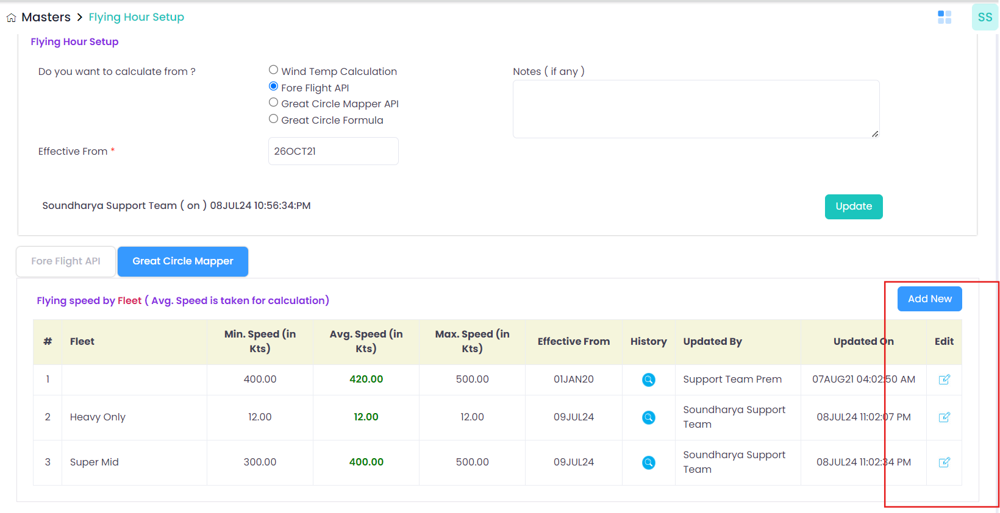 Masters > Flying Hour Setup
SS
Flying Hour Setup
Do you want to calculate from ?
Wind Temp Calculation
Fore Flight API
Great Circle Mapper API
Great Circle Formula
Notes ( if any )
Effective From *
26OCT21
Soundharya Support Team ( on ) 08JUL24 10:56:34:PM
Update
Fore Flight API
Great Circle Mapper
Flying speed by Fleet ( Avg. Speed is taken for calculation)
Add New
# Fleet Min. Speed (in Kts) Avg. Speed (in Kts) Max. Speed (in Kts) Effective From History Updated By Updated On Edit
1 400.00 420.00 500.00 01JAN20 Support Team Prem 07AUG21 04:02:50 AM
2 Heavy Only 12.00 12.00 12.00 09JUL24 Soundharya Support Team 08JUL24 11:02:07 PM
3 Super Mid 300.00 400.00 500.00 09JUL24 Soundharya Support Team 08JUL24 11:02:34 PM